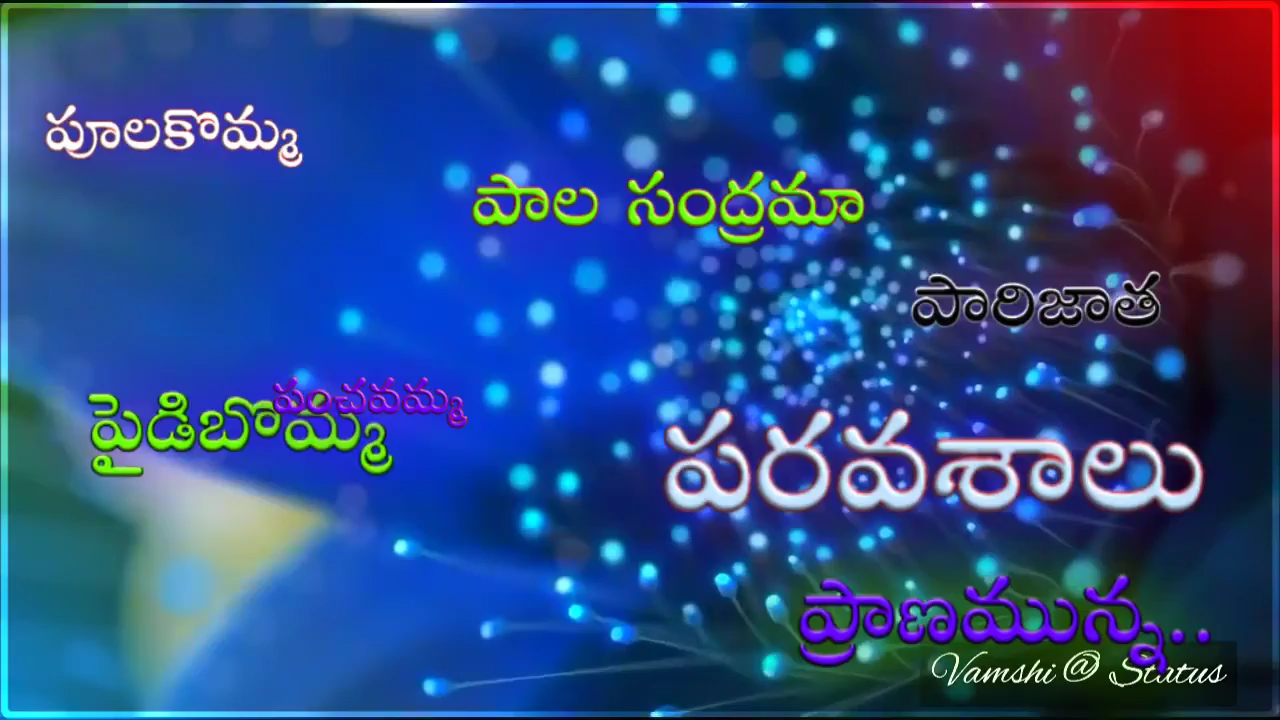 పూలకొమ్మ
పాల సంద్రమా
పారిజాత
పంచవమ్మ
పైడిబొమ్మ
పరవశాలు
ప్రాణమున్న..
Vamshi@ Status